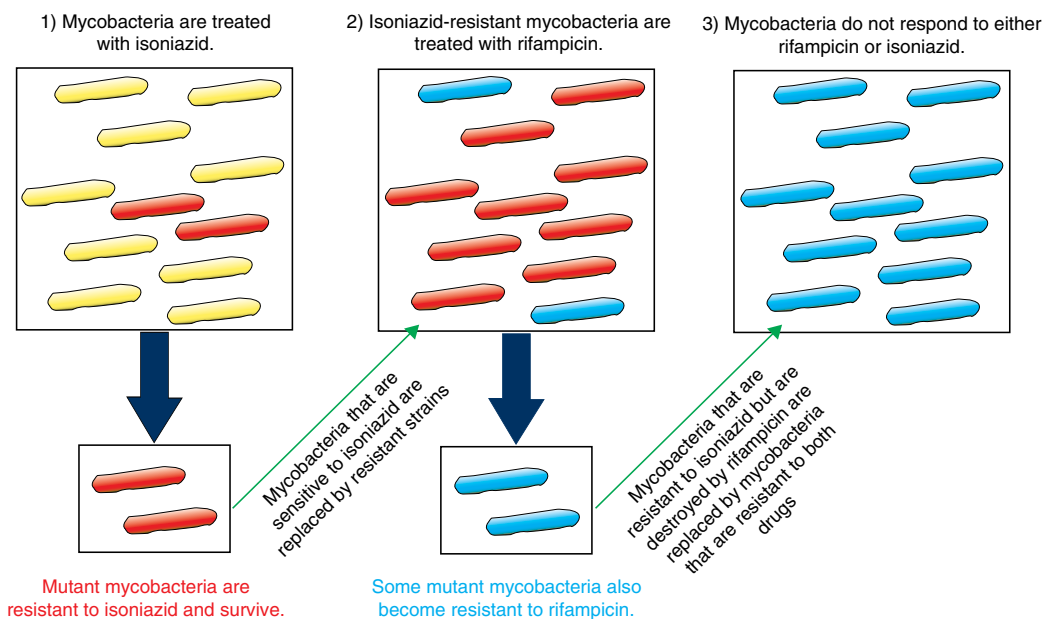 1) Mycobacteria are treated
with isoniazid.
2) Isoniazid-resistant mycobacteria are
treated with rifampicin.
3) Mycobacteria do not respond to either
rifampicin or isoniazid.
Mycobacteria that are
sensitive to isoniazid are
replaced by resistant strains
Mycobacteria that are
resistant to isoniazid but are
destroyed by rifampicin are
replaced by mycobacteria
that are resistant to both
drugs
Mutant mycobacteria are
resistant to isoniazid and survive.
Some mutant mycobacteria also
become resistant to rifampicin.